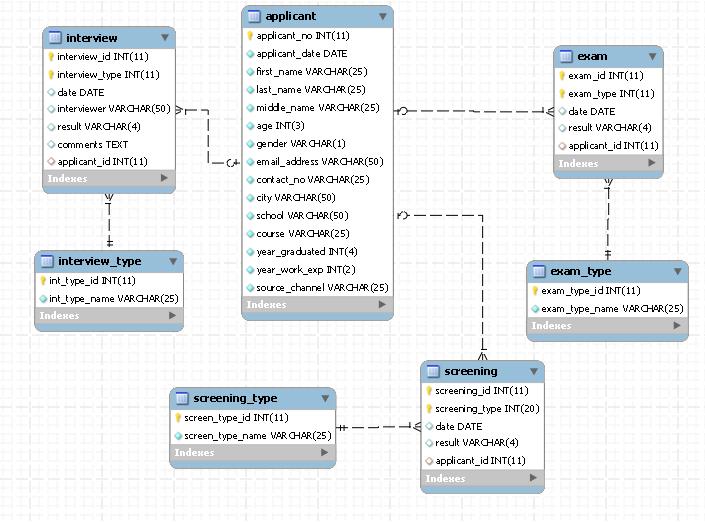 interview
interview_id INT(11)
interview_type INT(11)
date DATE
interviewer VARCHAR(50)
result VARCHAR(4)
comments TEXT
applicant_id INT(11)
Indexes
applicant
applicant_no INT(11)
applicant_date DATE
first_name VARCHAR(25)
last_name VARCHAR(25)
middle_name VARCHAR(25)
age INT(3)
gender VARCHAR(1)
email_address VARCHAR(50)
contact_no VARCHAR(25)
city VARCHAR(50)
school VARCHAR(50)
course VARCHAR(25)
year_graduated INT(4)
year_work_exp INT(2)
source_channel VARCHAR(25)
Indexes
exam
exam_id INT(11)
exam_type INT(11)
date DATE
result VARCHAR(4)
applicant_id INT(11)
Indexes
interview_type
int_type_id INT(11)
int_type_name VARCHAR(25)
Indexes
exam_type
exam_type_id INT(11)
exam_type_name VARCHAR(25)
Indexes
screening_type
screen_type_id INT(11)
screen_type_name VARCHAR(25)
Indexes
screening
screening_id INT(11)
screening_type INT(20)
date DATE
result VARCHAR(4)
applicant_id INT(11)
Indexes